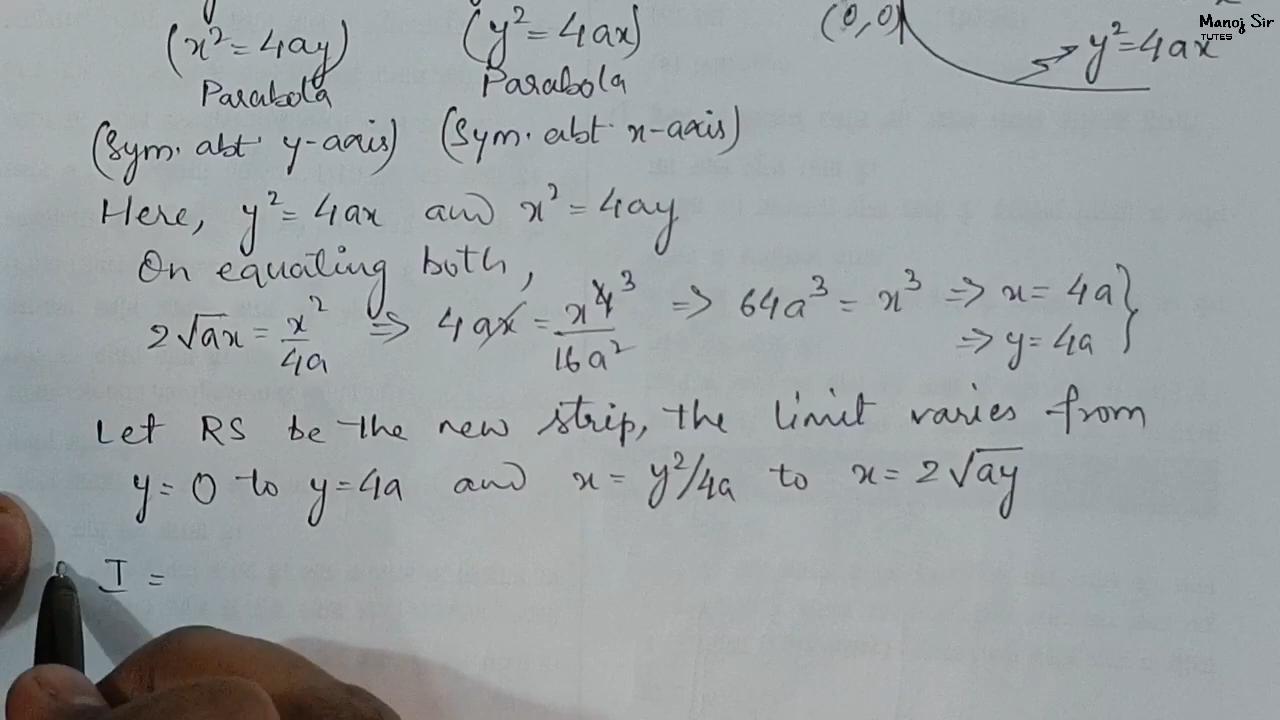 (x² = 4ay) (y² = 4ax)
Parabola Parabola
(Sym. abt. y-axis) (Sym. abt. x-axis)
(0,0)
y² = 4ax
Manoj Sir
TUTES
Here, y² = 4ax and x² = 4ay
On equating both,
2√ax = x²/4a ⇒ 4ax = x⁴³/16a² ⇒ 64a³ = x³ ⇒ x = 4a }
⇒ y = 4a
Let RS be the new strip, the limit varies from
y = 0 to y = 4a and x = y²/4a to x = 2√ay
I =